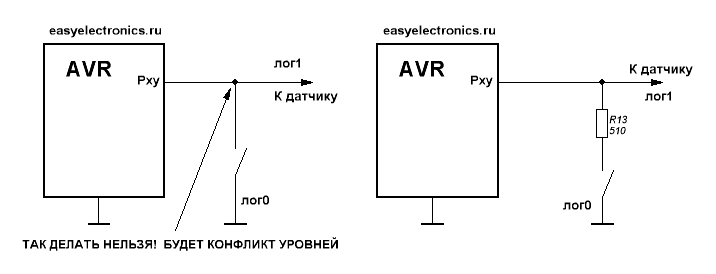 easyelectronics.ru
AVR
Pxy
лог1
К датчику
лог0
ТАК ДЕЛАТЬ НЕЛЬЗЯ! БУДЕТ КОНФЛИКТ УРОВНЕЙ
easyelectronics.ru
AVR
Pxy
К датчику
лог1
R13
510
лог0